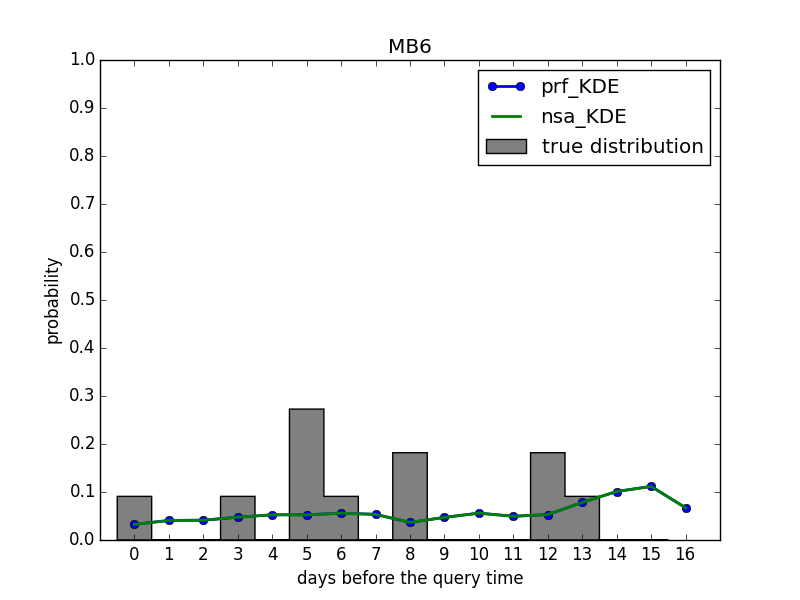 MB6
1.0
0.9
0.8
0.7
0.6
0.5
0.4
0.3
0.2
0.1
0.0
probability
prf_KDE
nsa_KDE
true distribution
0 1 2 3 4 5 6 7 8 9 10 11 12 13 14 15 16
days before the query time